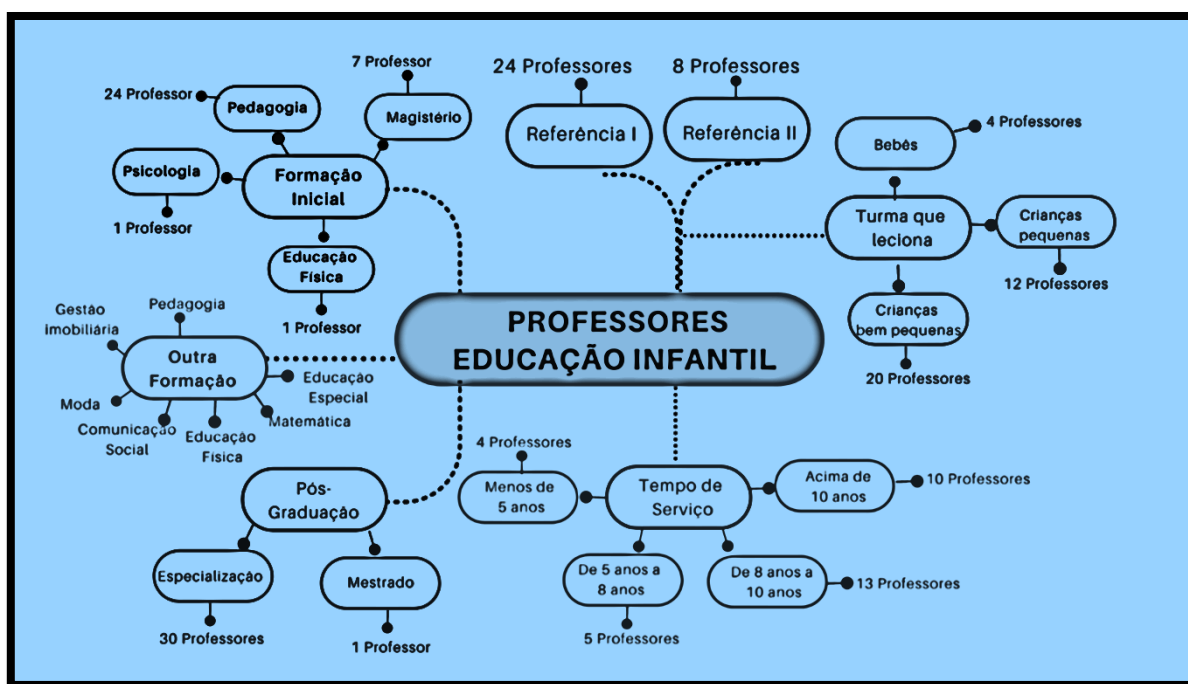 7 Professor
24 Professor
Pedagogia
Magistério
Psicologia
Formação
Inicial
1 Professor
Educação
Física
1 Professor
24 Professores
8 Professores
Referência I
Referência II
4 Professores
Bebês
Turma que
leciona
Crianças
pequenas
12 Professores
Crianças
bem pequenas
20 Professores
PROFESSORES
EDUCAÇÃO INFANTIL
Gestão
imobiliária
Pedagogia
Outra
Formação
Educação
Especial
Moda
Comunicação
Social
Educação
Física
Matemática
Pós-
Graduação
Especialização
Mestrado
30 Professores
1 Professor
4 Professores
Menos de
5 anos
Tempo de
Serviço
Acima de
10 anos
10 Professores
De 5 anos a
8 anos
De 8 anos a
10 anos
13 Professores
5 Professores